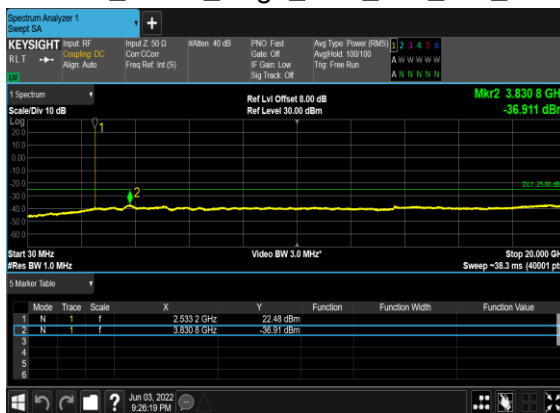 Spectrum Analyzer 1
Swept SA
+
KEYSIGHT Input: RF Input Z: 50 Ω #Atten: 40 dB PNO: Fast Avg Type: Power (RMS) 1 2 3 4 5 6
RLT Coupling: DC Corr CCorr Gate: Off Avg|Hold: 100/100 A W W W W W
Align: Auto Freq Ref: Int (S) IF Gain: Low Trig: Free Run
Sig Track: Off A N N N N N
LXI
1 Spectrum
Scale/Div 10 dB
Ref Lvl Offset 8.00 dB
Ref Level 30.00 dBm
Mkr2 3.830 8 GH
-36.911 dBm
Log
20.0
10.0
0.00
-10.0
-20.0
-30.0
-40.0
-50.0
-60.0
1
2
DL1 -25.00 dB
Start 30 MHz
#Res BW 1.0 MHz
Video BW 3.0 MHz*
Stop 20.000 GH
Sweep ~38.3 ms (40001 pt
5 Marker Table
Mode Trace Scale X Y Function Function Width Function Value
1 N 1 f 2.533 2 GHz 22.48 dBm
2 N 1 f 3.830 8 GHz -36.91 dBm
3
4
5
6
?
Jun 03, 2022
9:26:19 PM